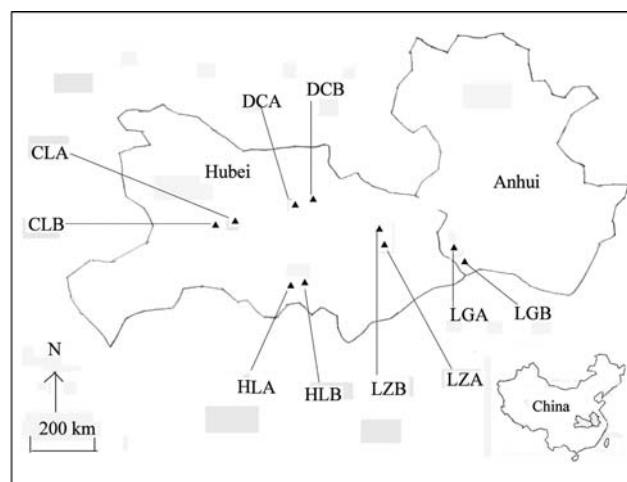 DCB
DCA
CLA
Hubei
Anhui
CLB
LGA
LGB
N
HLA
HLB
LZB
LZA
China
200 km